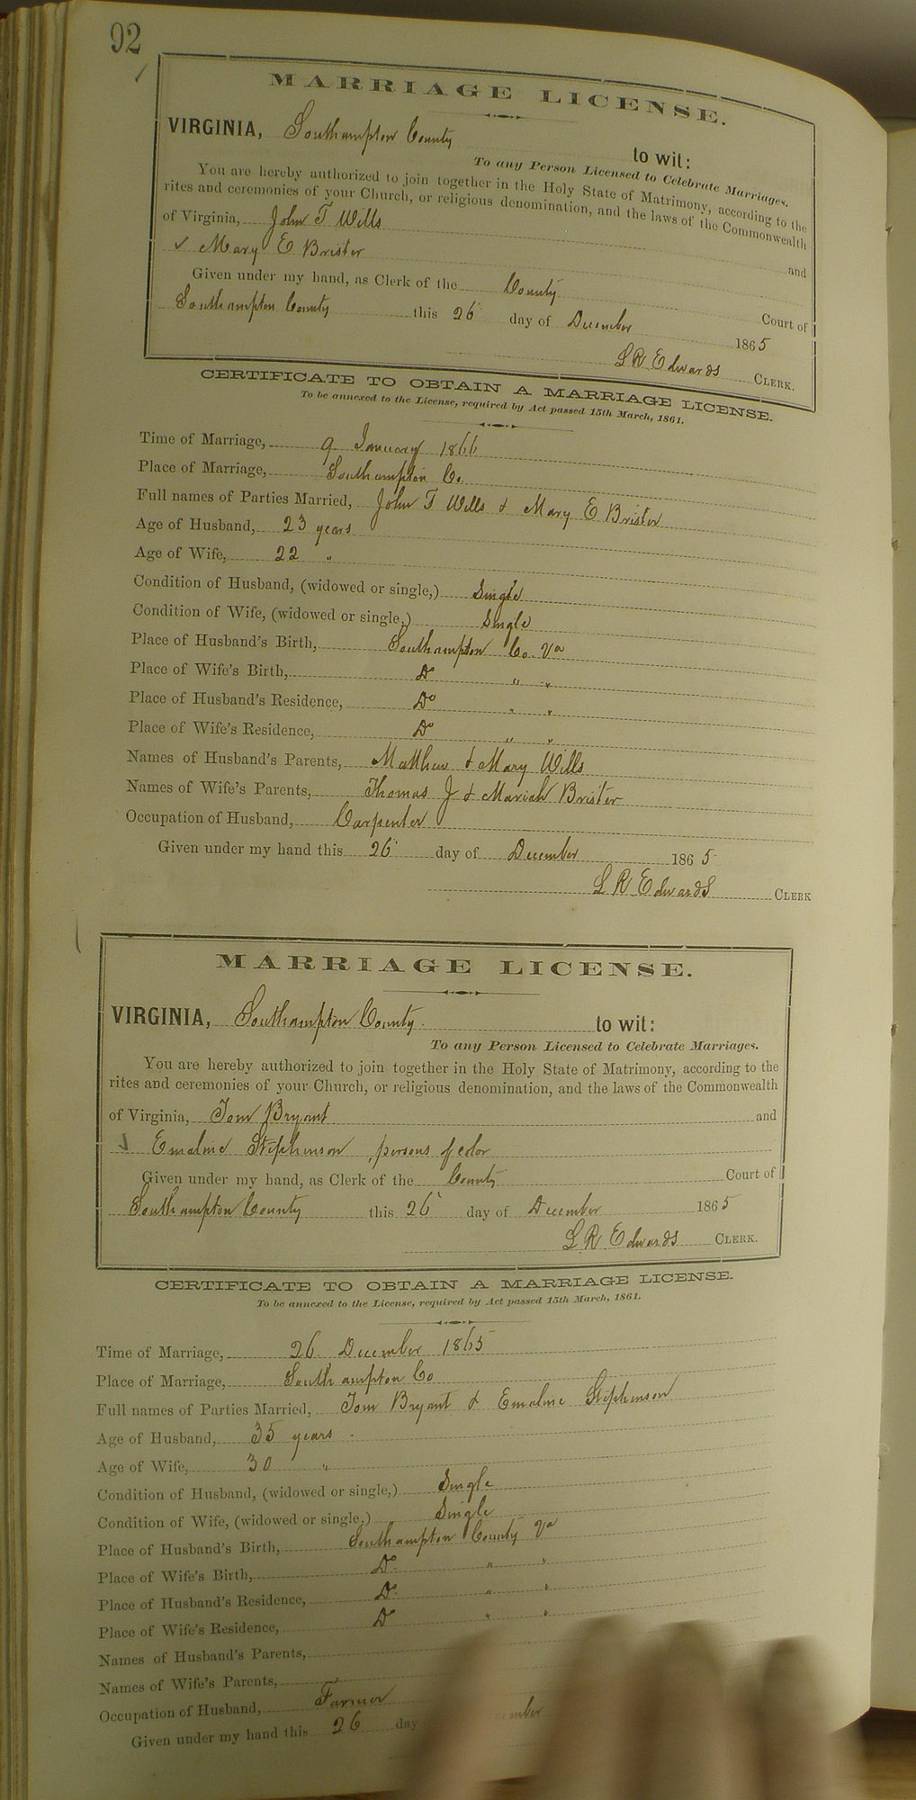 92
MARRIAGE LICENSE.
VIRGINIA, Southampton County to wit:
To any Person Licensed to Celebrate Marriages.
You are hereby authorized to join together in the Holy State of Matrimony, according to the
rites and ceremonies of your Church, or religious denomination, and the laws of the Commonwealth
of Virginia, John T Wills and
✓ Mary E Brister
Given under my hand, as Clerk of the County Court of
Southampton County this 26 day of December 1865
L R Edwards CLERK.
CERTIFICATE TO OBTAIN A MARRIAGE LICENSE.
To be annexed to the License, required by Act passed 15th March, 1861.
Time of Marriage, 9 January 1866
Place of Marriage, Southampton Co.
Full names of Parties Married, John T Wills & Mary E Brister
Age of Husband, 23 years
Age of Wife, 22 "
Condition of Husband, (widowed or single,) Single
Condition of Wife, (widowed or single,) Single
Place of Husband's Birth, Southampton Co. Va
Place of Wife's Birth, Do " "
Place of Husband's Residence, Do " "
Place of Wife's Residence, Do " "
Names of Husband's Parents, Matthew & Mary Wills
Names of Wife's Parents, Thomas J & Mariah Brister
Occupation of Husband, Carpenter
Given under my hand this 26 day of December 1865
L R Edwards CLERK
MARRIAGE LICENSE.
VIRGINIA, Southampton County to wit:
To any Person Licensed to Celebrate Marriages.
You are hereby authorized to join together in the Holy State of Matrimony, according to the
rites and ceremonies of your Church, or religious denomination, and the laws of the Commonwealth
of Virginia, Tom Bryant and
✓ Emaline Stephenson, persons of color
Given under my hand, as Clerk of the County Court of
Southampton County this 26 day of December 1865
L. R. Edwards CLERK.
CERTIFICATE TO OBTAIN A MARRIAGE LICENSE.
To be annexed to the License, required by Act passed 15th March, 1861.
Time of Marriage, 26 December 1865
Place of Marriage, Southampton Co
Full names of Parties Married, Tom Bryant & Emaline Stephenson
Age of Husband, 35 years
Age of Wife, 30 "
Condition of Husband, (widowed or single,) Single
Condition of Wife, (widowed or single,) Single
Place of Husband's Birth, Southampton County Va
Place of Wife's Birth, Do " "
Place of Husband's Residence, Do " "
Place of Wife's Residence, Do " "
Names of Husband's Parents,
Names of Wife's Parents,
Occupation of Husband, Farmer
Given under my hand this 26 day